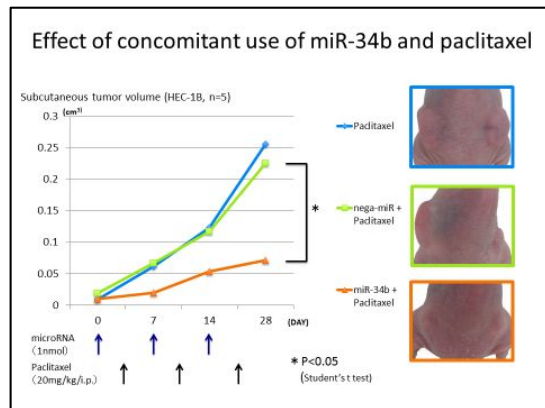 Effect of concomitant use of miR-34b and paclitaxel
Subcutaneous tumor volume (HEC-1B, n=5)
(cm³)
0.3
0.25
0.2
0.15
0.1
0.05
0
0 7 14 28 (DAY)
*
Paclitaxel
nega-miR +
Paclitaxel
miR-34b +
Paclitaxel
microRNA
(1nmol)
Paclitaxel
(20mg/kg/i.p.)
* P<0.05
(Student's t test)